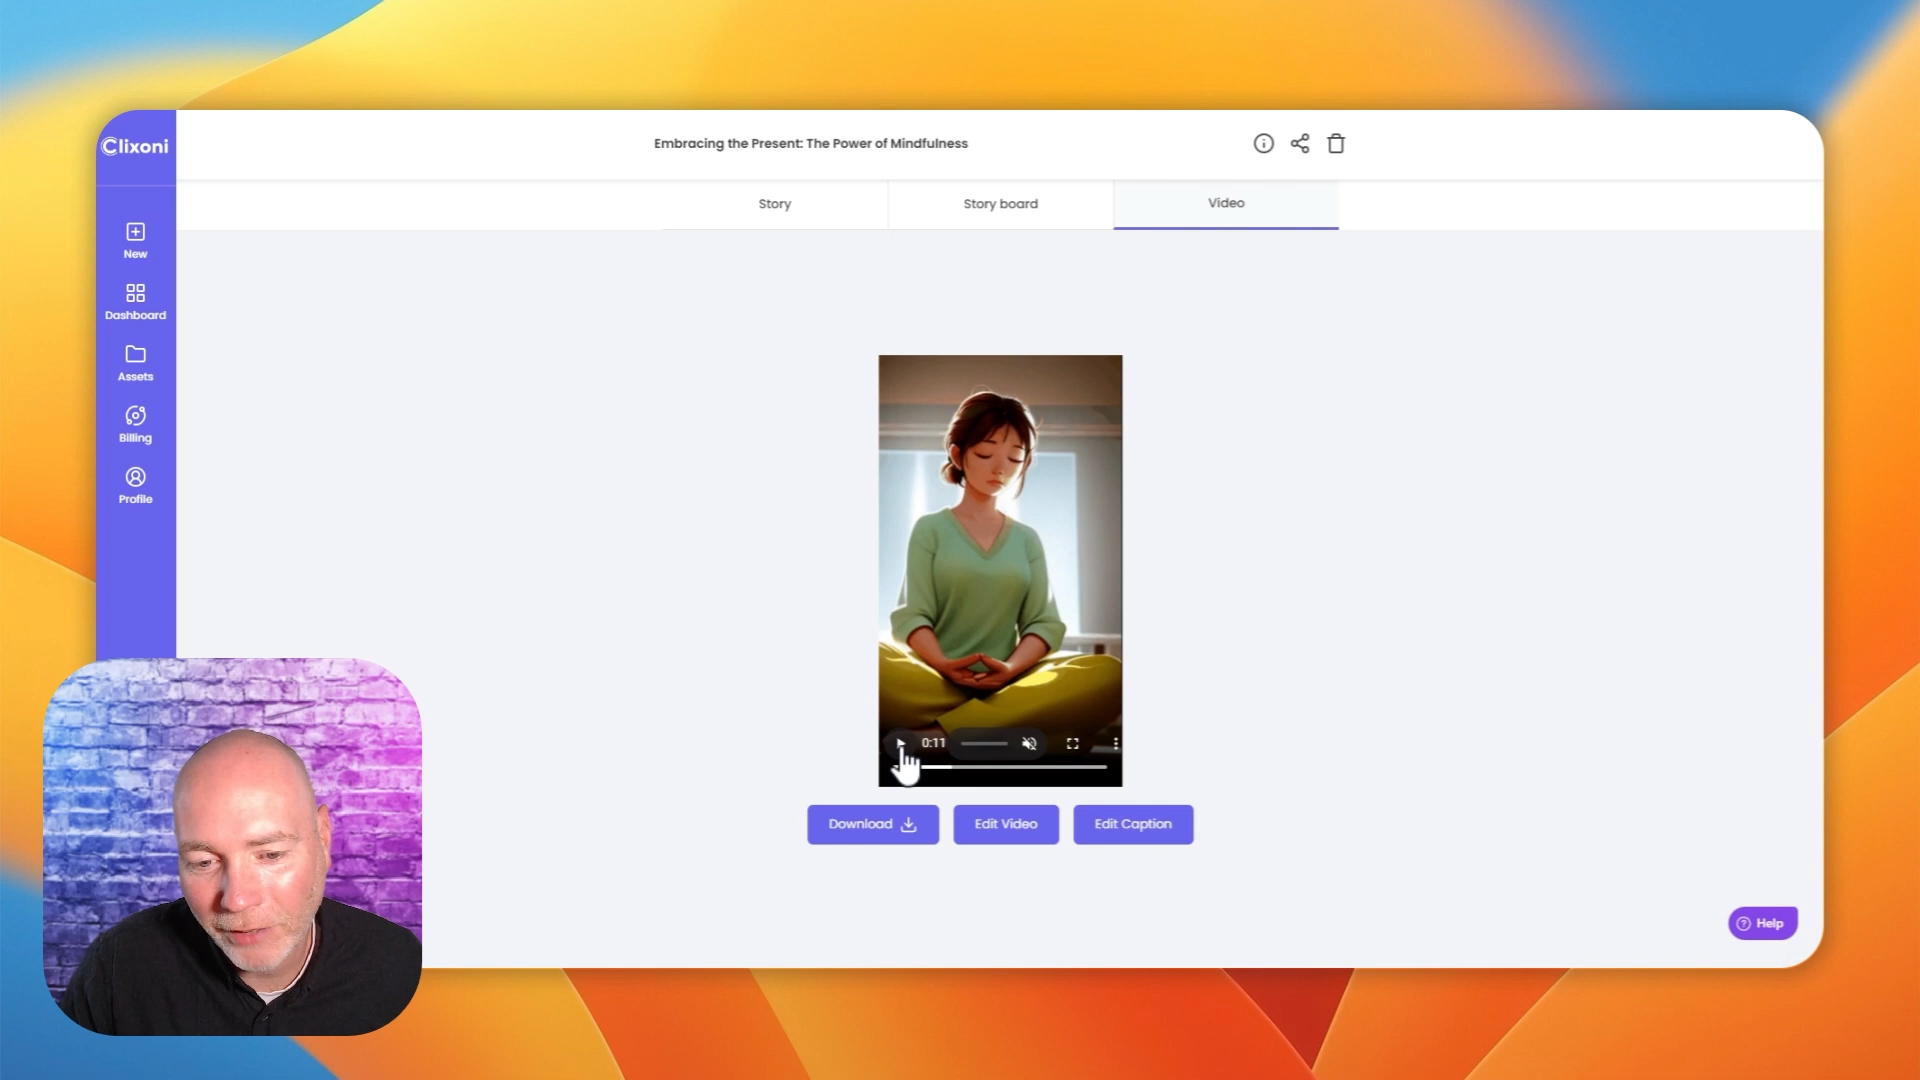 Clixoni
Embracing the Present: The Power of Mindfulness
Story
Story board
Video
New
Dashboard
Assets
Billing
Profile
0:11
Download
Edit Video
Edit Caption
Help